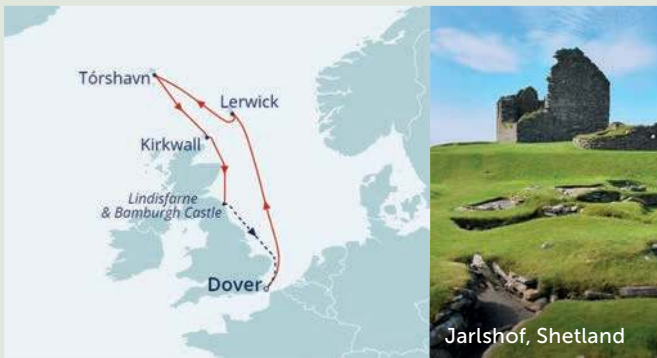 Tórshavn
Lerwick
Kirkwall
Lindisfarne
& Bamburgh Castle
Dover
Jarlshof, Shetland